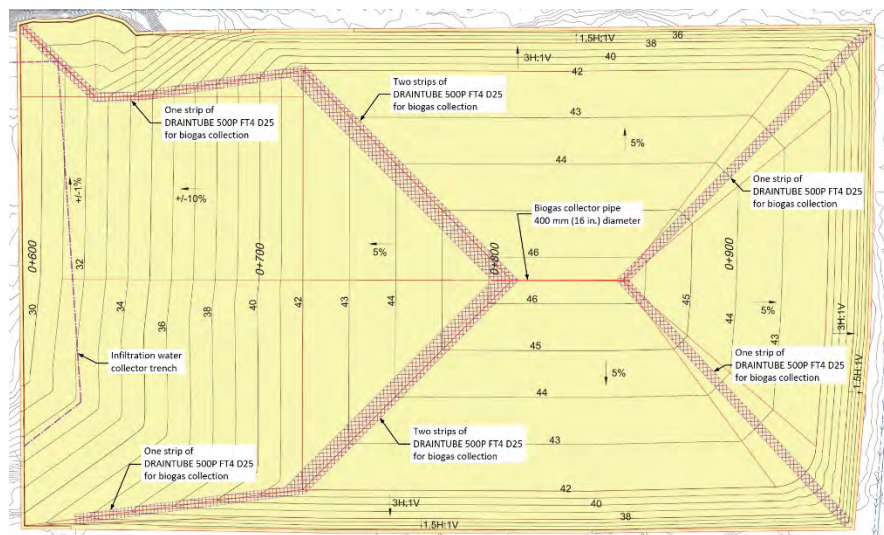 1.5H:1V
36
38
40
3H:1V
42
Two strips of
DRAINTUBE 500P FT4 D25
for biogas collection
One strip of
DRAINTUBE 500P FT4 D25
for biogas collection
43
5%
44
+/-1%
+/-10%
One strip of
DRAINTUBE 500P FT4 D25
for biogas collection
Biogas collector pipe
400 mm (16 in.) diameter
0+600
32
0+700
5%
0+800
46
0+900
30
34
36
38
40
42
43
44
46
45
44
5%
43
3H:1V
1.5H:1V
45
Infiltration water
collector trench
5%
One strip of
DRAINTUBE 500P FT4 D25
for biogas collection
44
Two strips of
DRAINTUBE 500P FT4 D25
for biogas collection
43
One strip of
DRAINTUBE 500P FT4 D25
for biogas collection
42
3H:1V
40
38
1.5H:1V